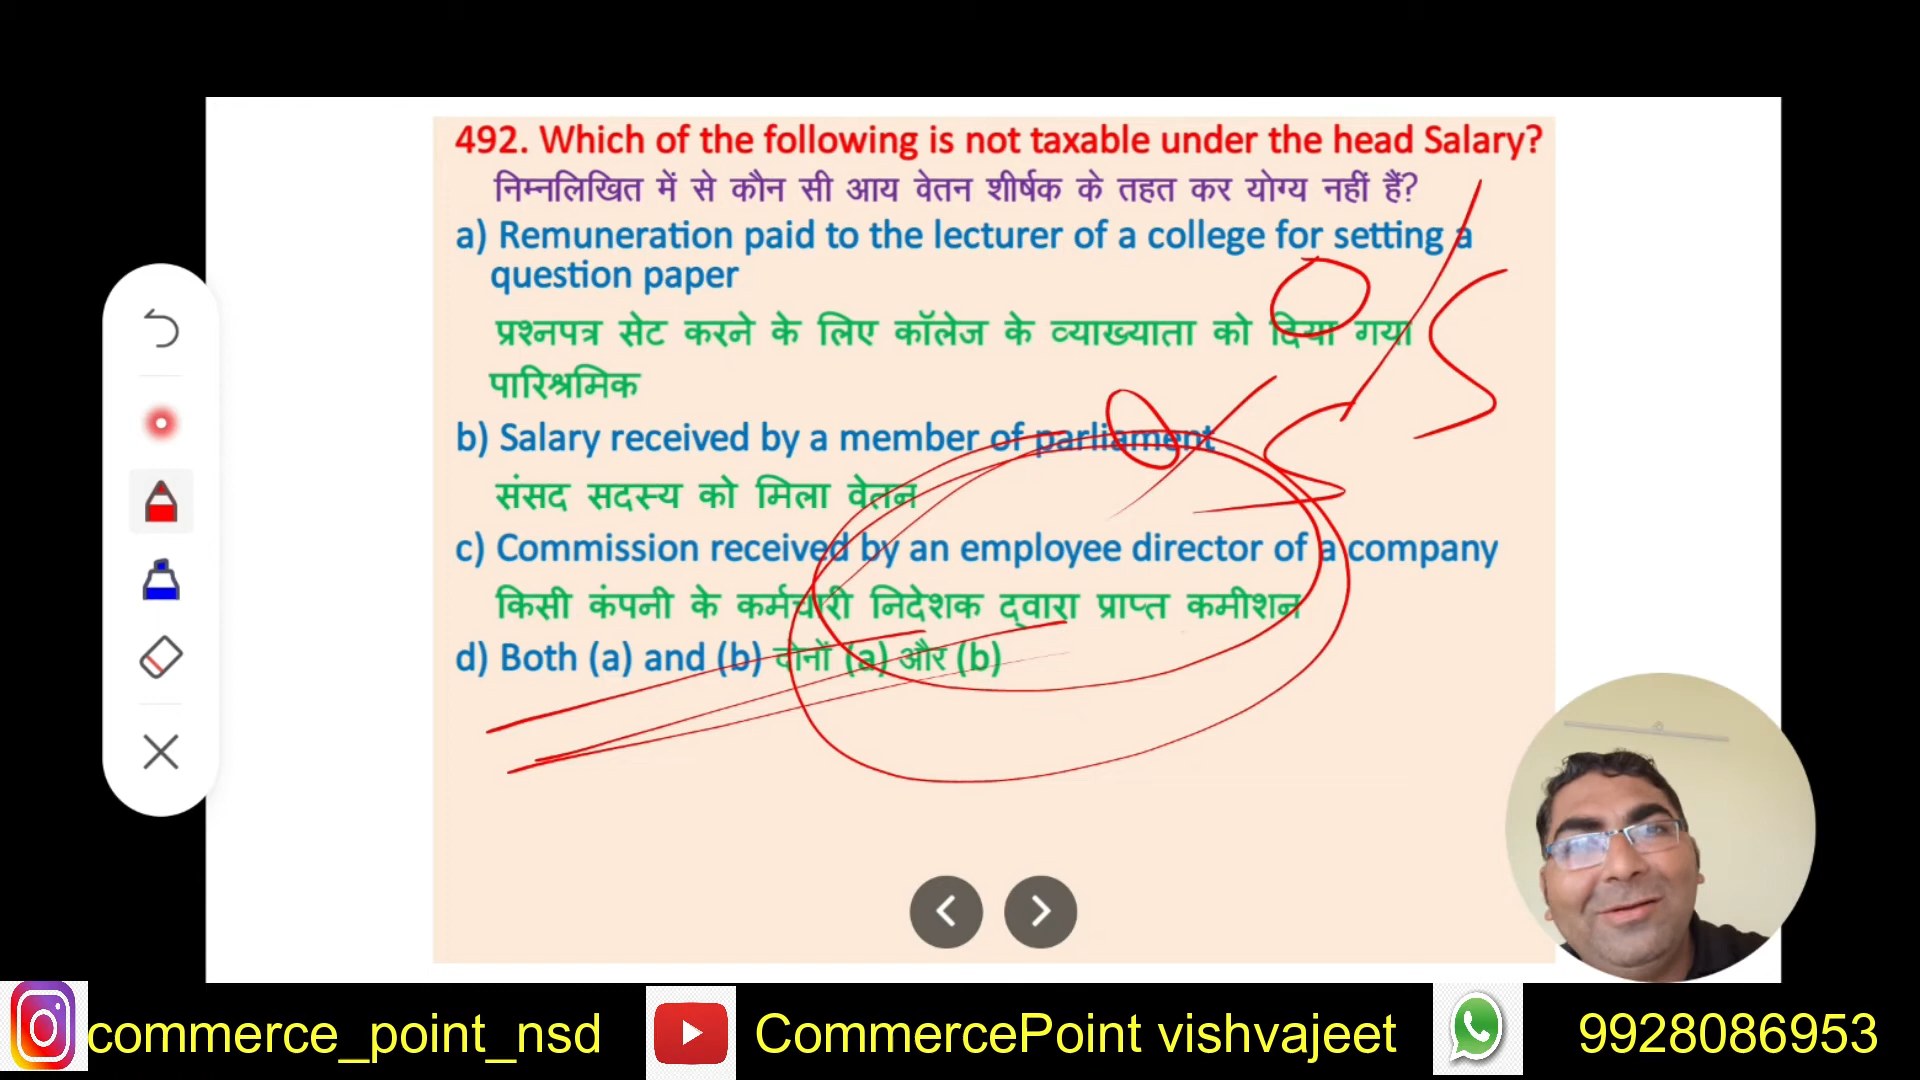 492. Which of the following is not taxable under the head Salary?
निम्नलिखित में से कौन सी आय वेतन शीर्षक के तहत कर योग्य नहीं हैं?
a) Remuneration paid to the lecturer of a college for setting a
question paper
प्रश्नपत्र सेट करने के लिए कॉलेज के व्याख्याता को दिया गया
पारिश्रमिक
b) Salary received by a member of parliament
संसद सदस्य को मिला वेतन
c) Commission received by an employee director of a company
किसी कंपनी के कर्मचारी निदेशक द्वारा प्राप्त कमीशन
d) Both (a) and (b) दोनों (a) और (b)
commerce_point_nsd
CommercePoint vishvajeet
9928086953